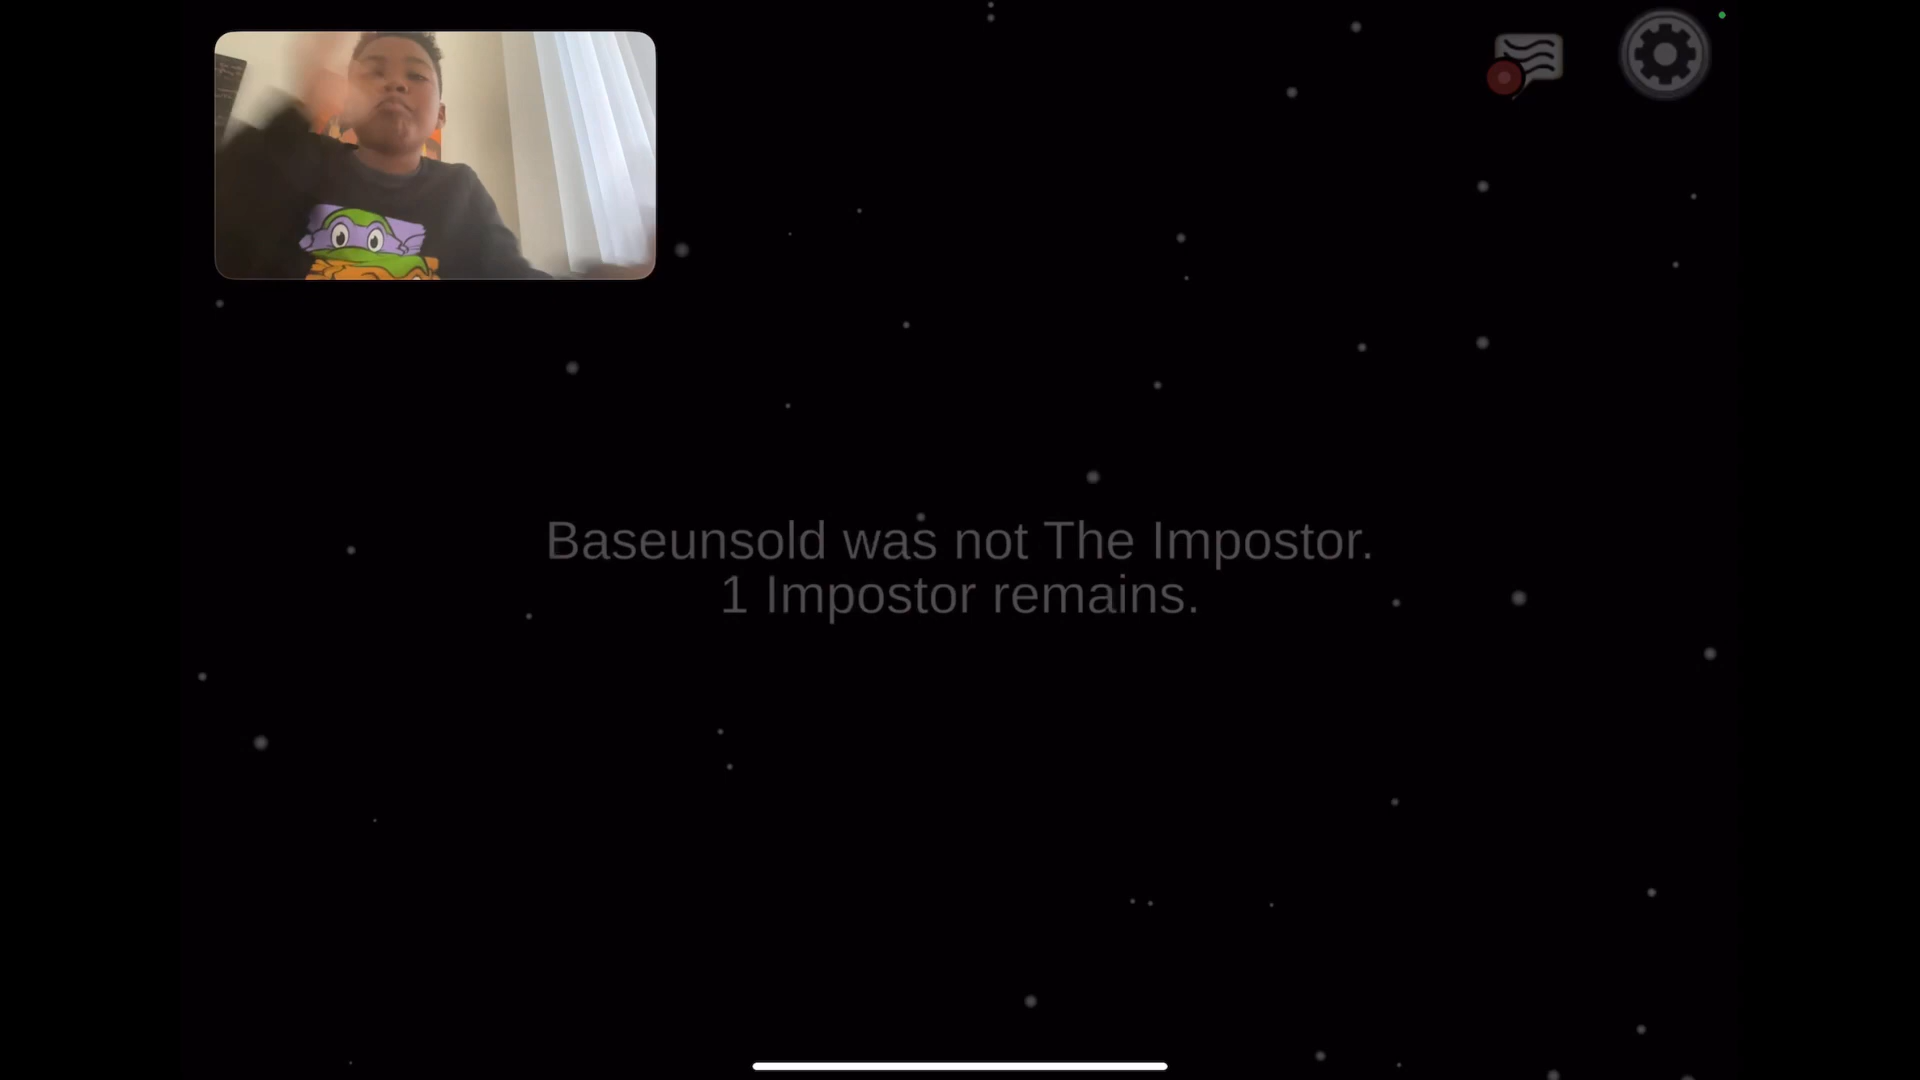 Baseunsold was not The Impostor.
1 Impostor remains.